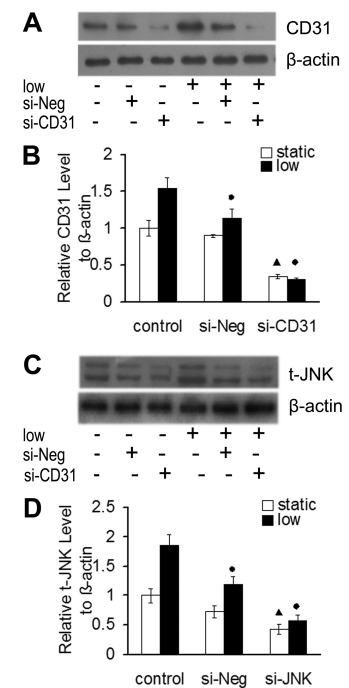 A
CD31
β-actin
low - - - + + +
si-Neg - + - - + -
si-CD31 - - + - - +
B
Relative CD31 Level
to ß-actin
2
1.5
1
0.5
0
static
low
control si-Neg si-CD31
C
t-JNK
β-actin
low - - - + + +
si-Neg - + - - + -
si-CD31 - - + - - +
D
Relative t-JNK Level
to ß-actin
2.5
2
1.5
1
0.5
0
static
low
control si-Neg si-JNK